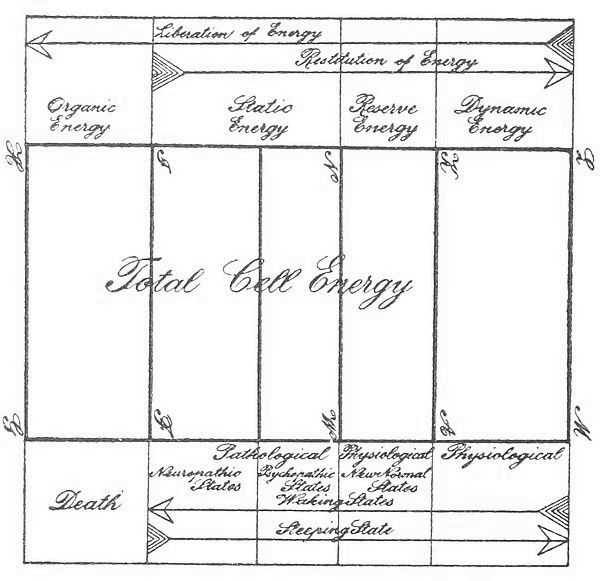 Liberation of Energy
Restitution of Energy
Organic Energy
Static Energy
Reserve Energy
Dynamic Energy
N
L
Total Cell Energy
M
Pathological
Physiological
Physiological
Neuropathic States
Psychopathic States
New Normal States
Death
Waking States
Sleeping State